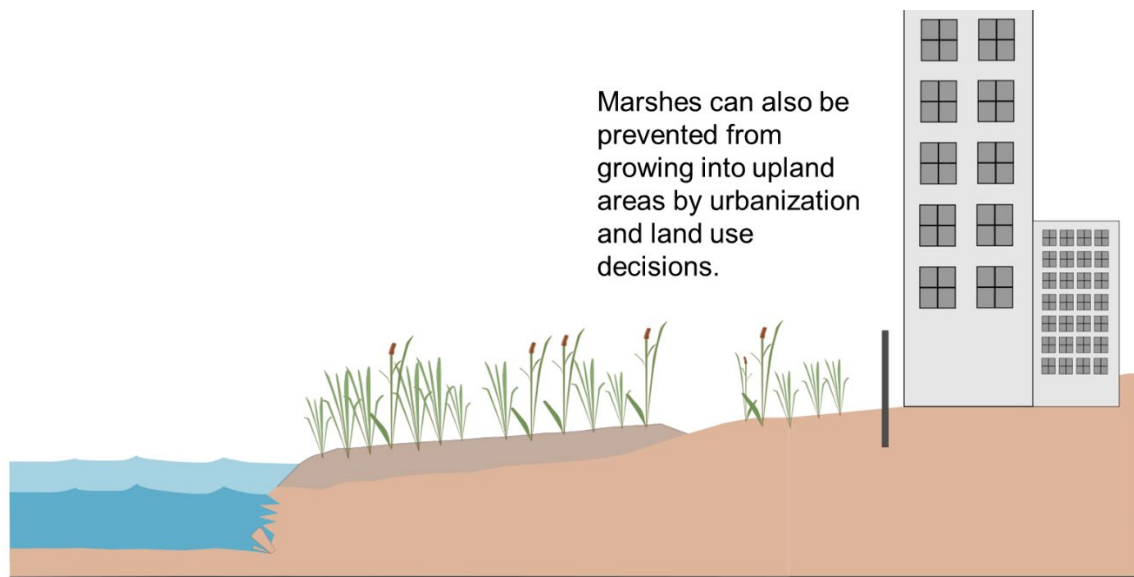 Marshes can also be
prevented from
growing into upland
areas by urbanization
and land use
decisions.